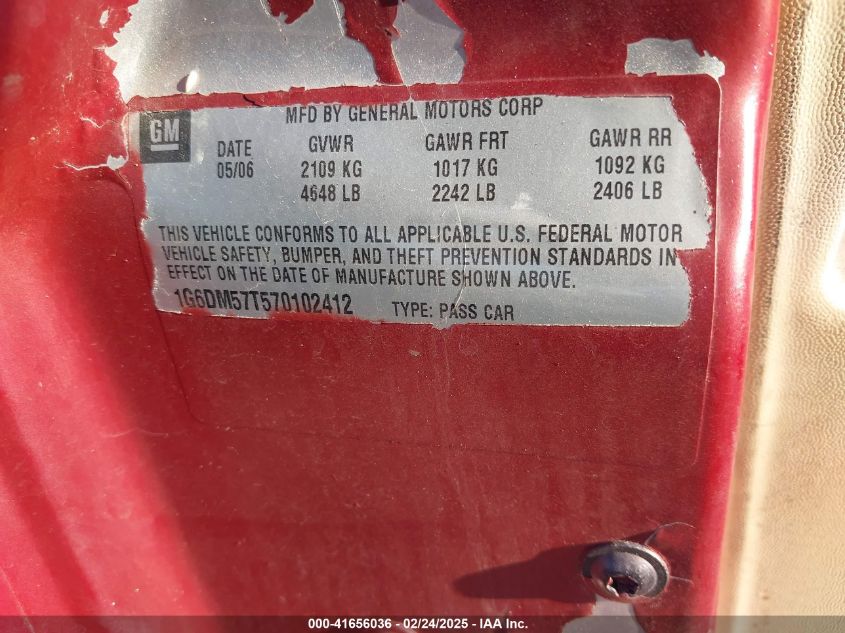 MFD BY GENERAL MOTORS CORP
GM
DATE GVWR GAWR FRT GAWR RR
05/06 2109 KG 1017 KG 1092 KG
4648 LB 2242 LB 2406 LB
THIS VEHICLE CONFORMS TO ALL APPLICABLE U.S. FEDERAL MOTOR
VEHICLE SAFETY, BUMPER, AND THEFT PREVENTION STANDARDS IN
EFFECT ON THE DATE OF MANUFACTURE SHOWN ABOVE.
1G6DM57T570102412 TYPE: PASS CAR
000-41656036 - 02/24/2025 - IAA Inc.